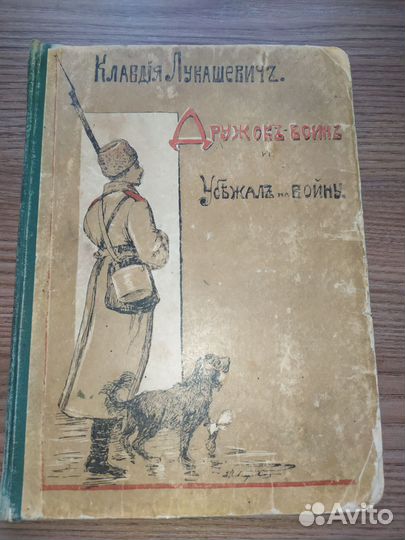 Клавдія Лукашевичъ.
Дружокъ-воинъ
и
Убѣжалъ на войну.
Avito